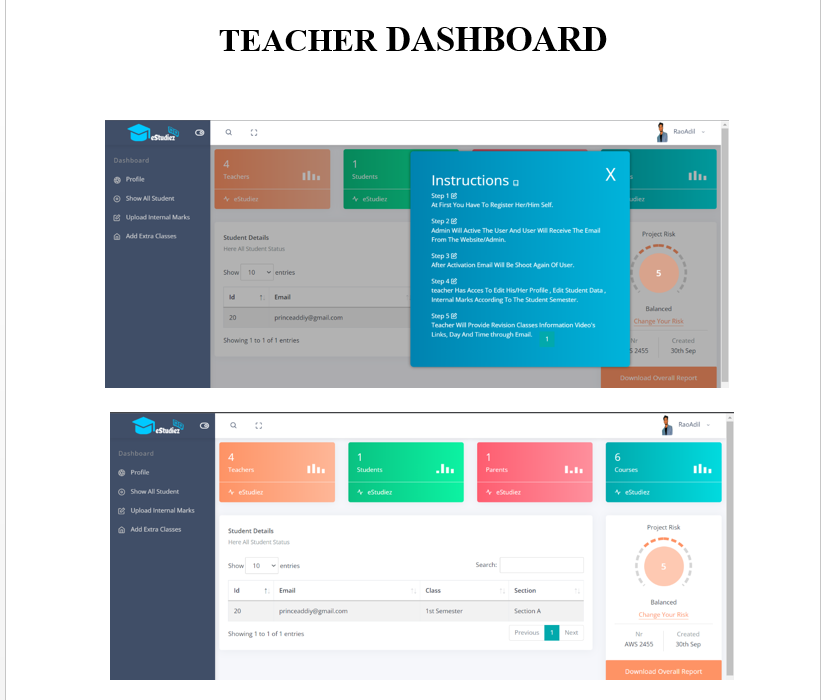 TEACHER DASHBOARD
eStudiez
RaoAdil
Dashboard
Profile
Show All Student
Upload Internal Marks
Add Extra Classes
4
Teachers
eStudiez
1
Students
eStudiez
Student Details
Here All Student Status
Show 10 entries
Id Email
20 princeaddiy@gmail.com
Showing 1 to 1 of 1 entries
Instructions
X
Step 1
At First You Have To Register Her/Him Self.
Step 2
Admin Will Active The User And User Will Receive The Email
From The Website/Admin.
Step 3
After Activation Email Will Be Shoot Again Of User.
Step 4
teacher Has Acces To Edit His/Her Profile , Edit Student Data ,
Internal Marks According To The Student Semester.
Step 5
Teacher Will Provide Revision Classes Information Video's
Links, Day And Time through Email.
1
Project Risk
5
Balanced
Change Your Risk
Nr Created
S 2455 30th Sep
Download Overall Report
eStudiez
RaoAdil
Dashboard
Profile
Show All Student
Upload Internal Marks
Add Extra Classes
4
Teachers
eStudiez
1
Students
eStudiez
1
Parents
eStudiez
6
Courses
eStudiez
Student Details
Here All Student Status
Show 10 entries
Search:
Id Email Class Section
20 princeaddiy@gmail.com 1st Semester Section A
Showing 1 to 1 of 1 entries
Previous 1 Next
Project Risk
5
Balanced
Change Your Risk
Nr Created
AWS 2455 30th Sep
Download Overall Report